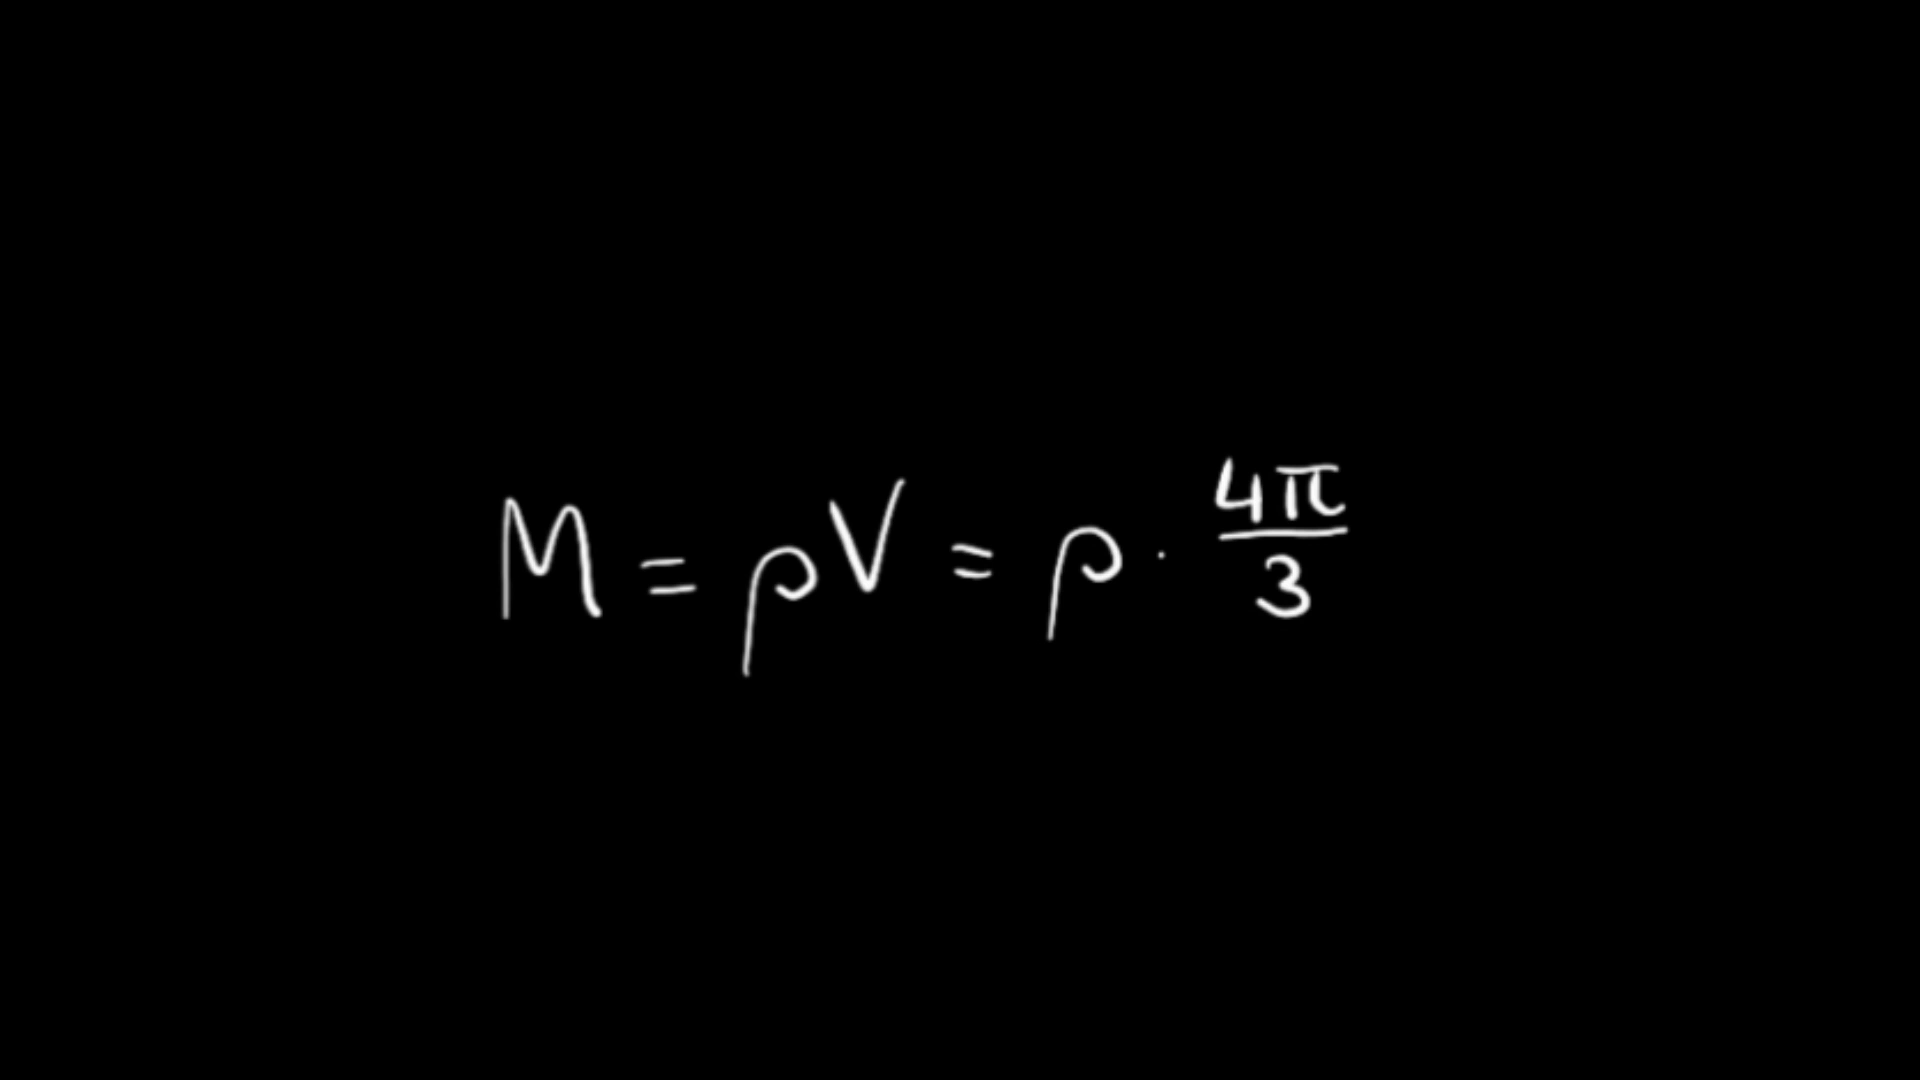 M = ρV = ρ · 4π/3